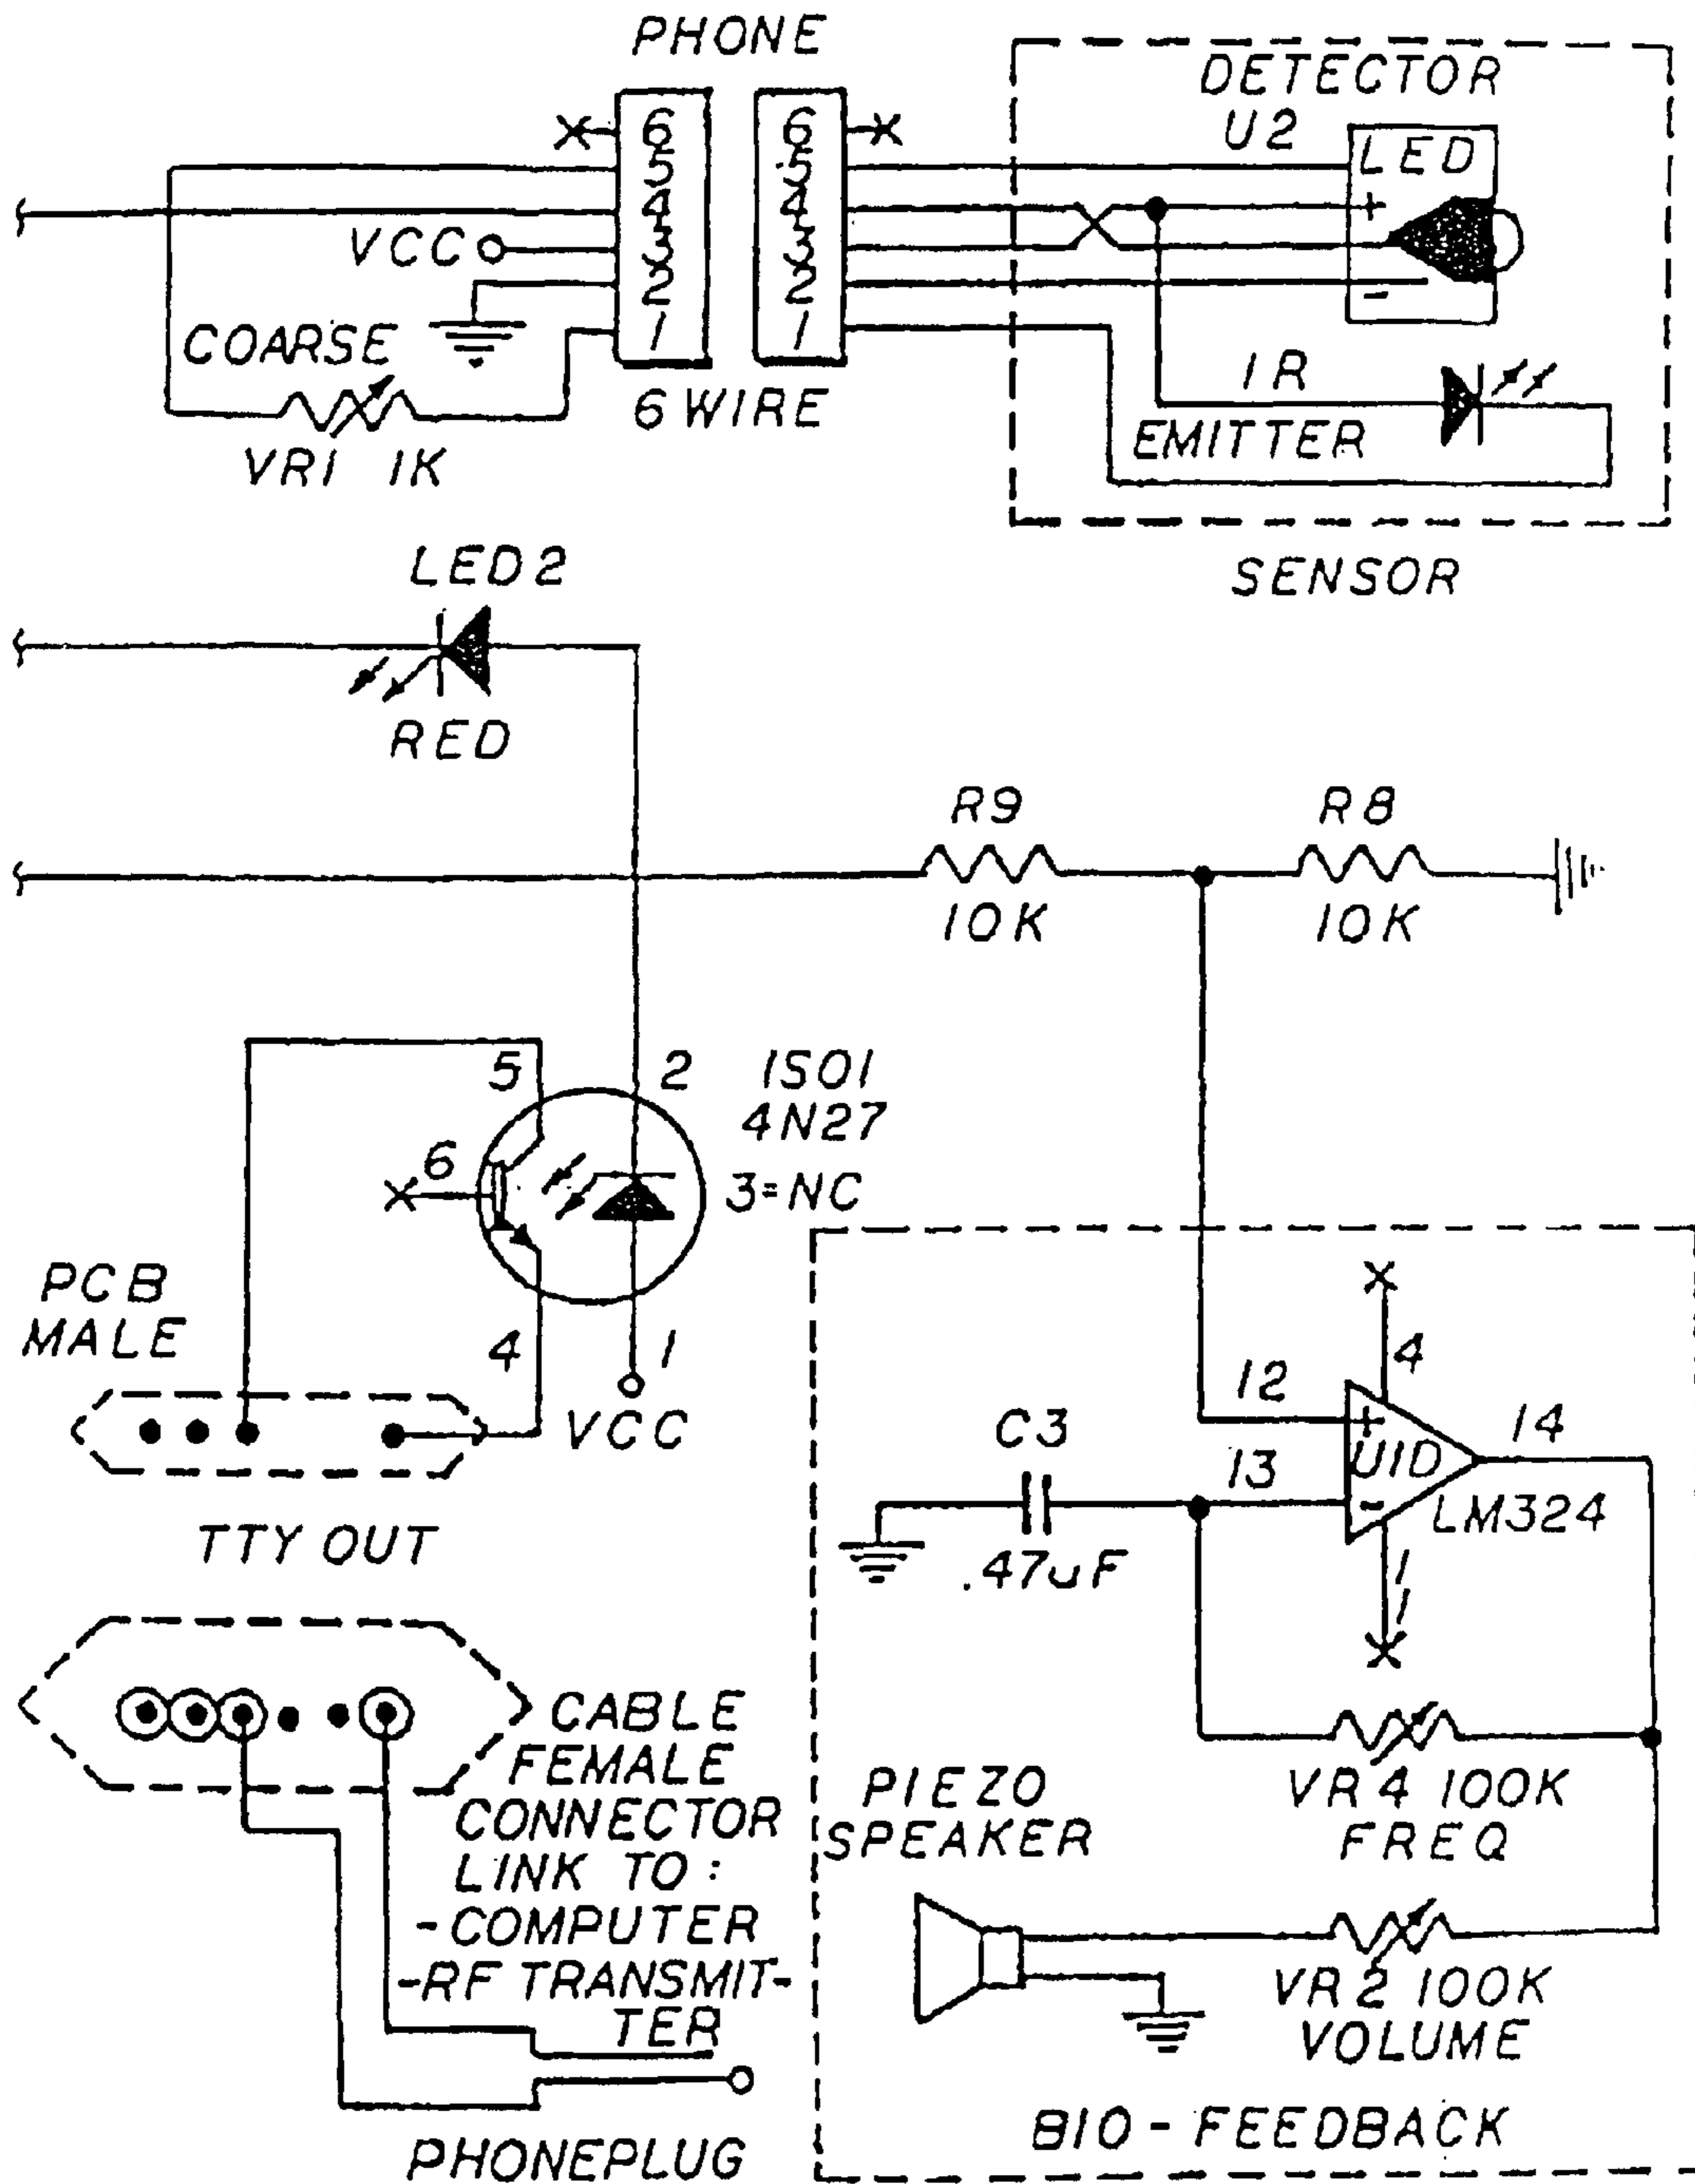 PHONE
6
5
4
3
2
1
6
5
4
3
2
1
6 WIRE
VCC
COARSE
VR1 1K
DETECTOR
U2
LED
+
-
IR
EMITTER
SENSOR
LED2
RED
R9
10K
R8
10K
5
2
ISO1
4N27
6
3=NC
4
1
VCC
PCB
MALE
TTY OUT
12
4
+
U1D
14
C3
13
-
LM324
.47uF
11
VR4 100K
FREQ
PIEZO
SPEAKER
VR2 100K
VOLUME
BIO-FEEDBACK
CABLE
FEMALE
CONNECTOR
LINK TO:
-COMPUTER
-RF TRANSMIT-
TER
PHONEPLUG